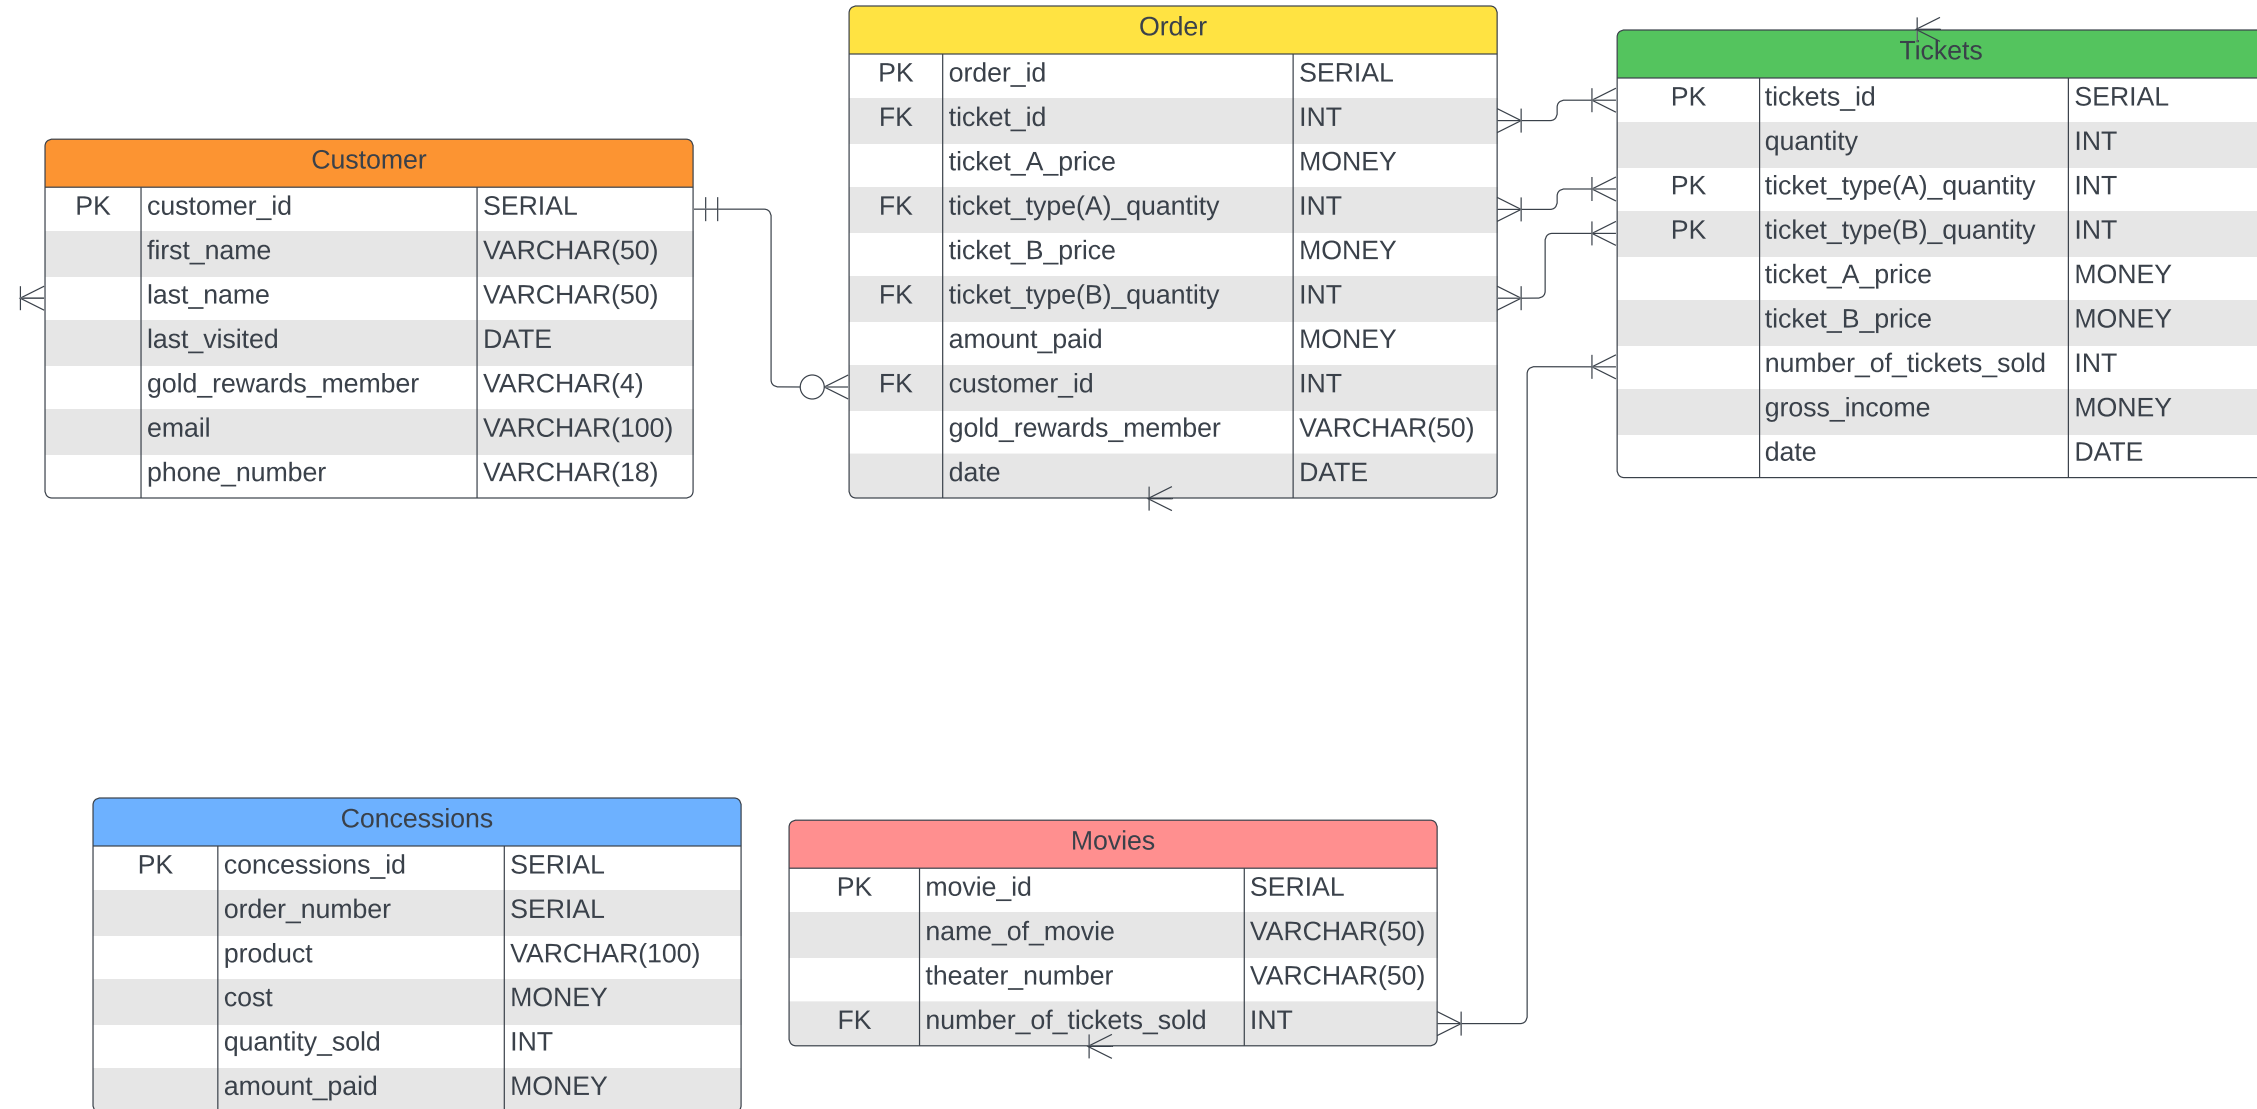 Customer
PK customer_id SERIAL
first_name VARCHAR(50)
last_name VARCHAR(50)
last_visited DATE
gold_rewards_member VARCHAR(4)
email VARCHAR(100)
phone_number VARCHAR(18)
Order
PK order_id SERIAL
FK ticket_id INT
ticket_A_price MONEY
FK ticket_type(A)_quantity INT
ticket_B_price MONEY
FK ticket_type(B)_quantity INT
amount_paid MONEY
FK customer_id INT
gold_rewards_member VARCHAR(50)
date DATE
Tickets
PK tickets_id SERIAL
quantity INT
PK ticket_type(A)_quantity INT
PK ticket_type(B)_quantity INT
ticket_A_price MONEY
ticket_B_price MONEY
number_of_tickets_sold INT
gross_income MONEY
date DATE
Concessions
PK concessions_id SERIAL
order_number SERIAL
product VARCHAR(100)
cost MONEY
quantity_sold INT
amount_paid MONEY
Movies
PK movie_id SERIAL
name_of_movie VARCHAR(50)
theater_number VARCHAR(50)
FK number_of_tickets_sold INT